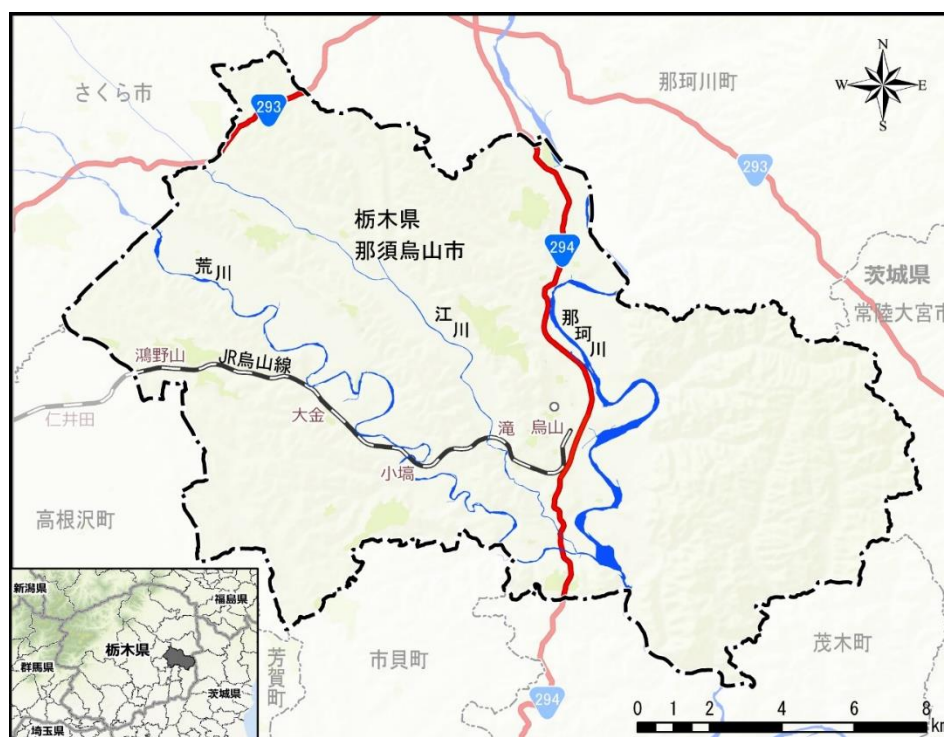 N
W
E
S
さくら市
那珂川町
293
293
栃木県
那須烏山市
294
茨城県
常陸大宮市
荒川
江川
那珂川
鴻野山
JR烏山線
仁井田
大金
滝
烏山
小塙
高根沢町
新潟県
福島県
栃木県
群馬県
茨城県
埼玉県
芳賀町
市貝町
茂木町
294
0 1 2 4 6 8
km